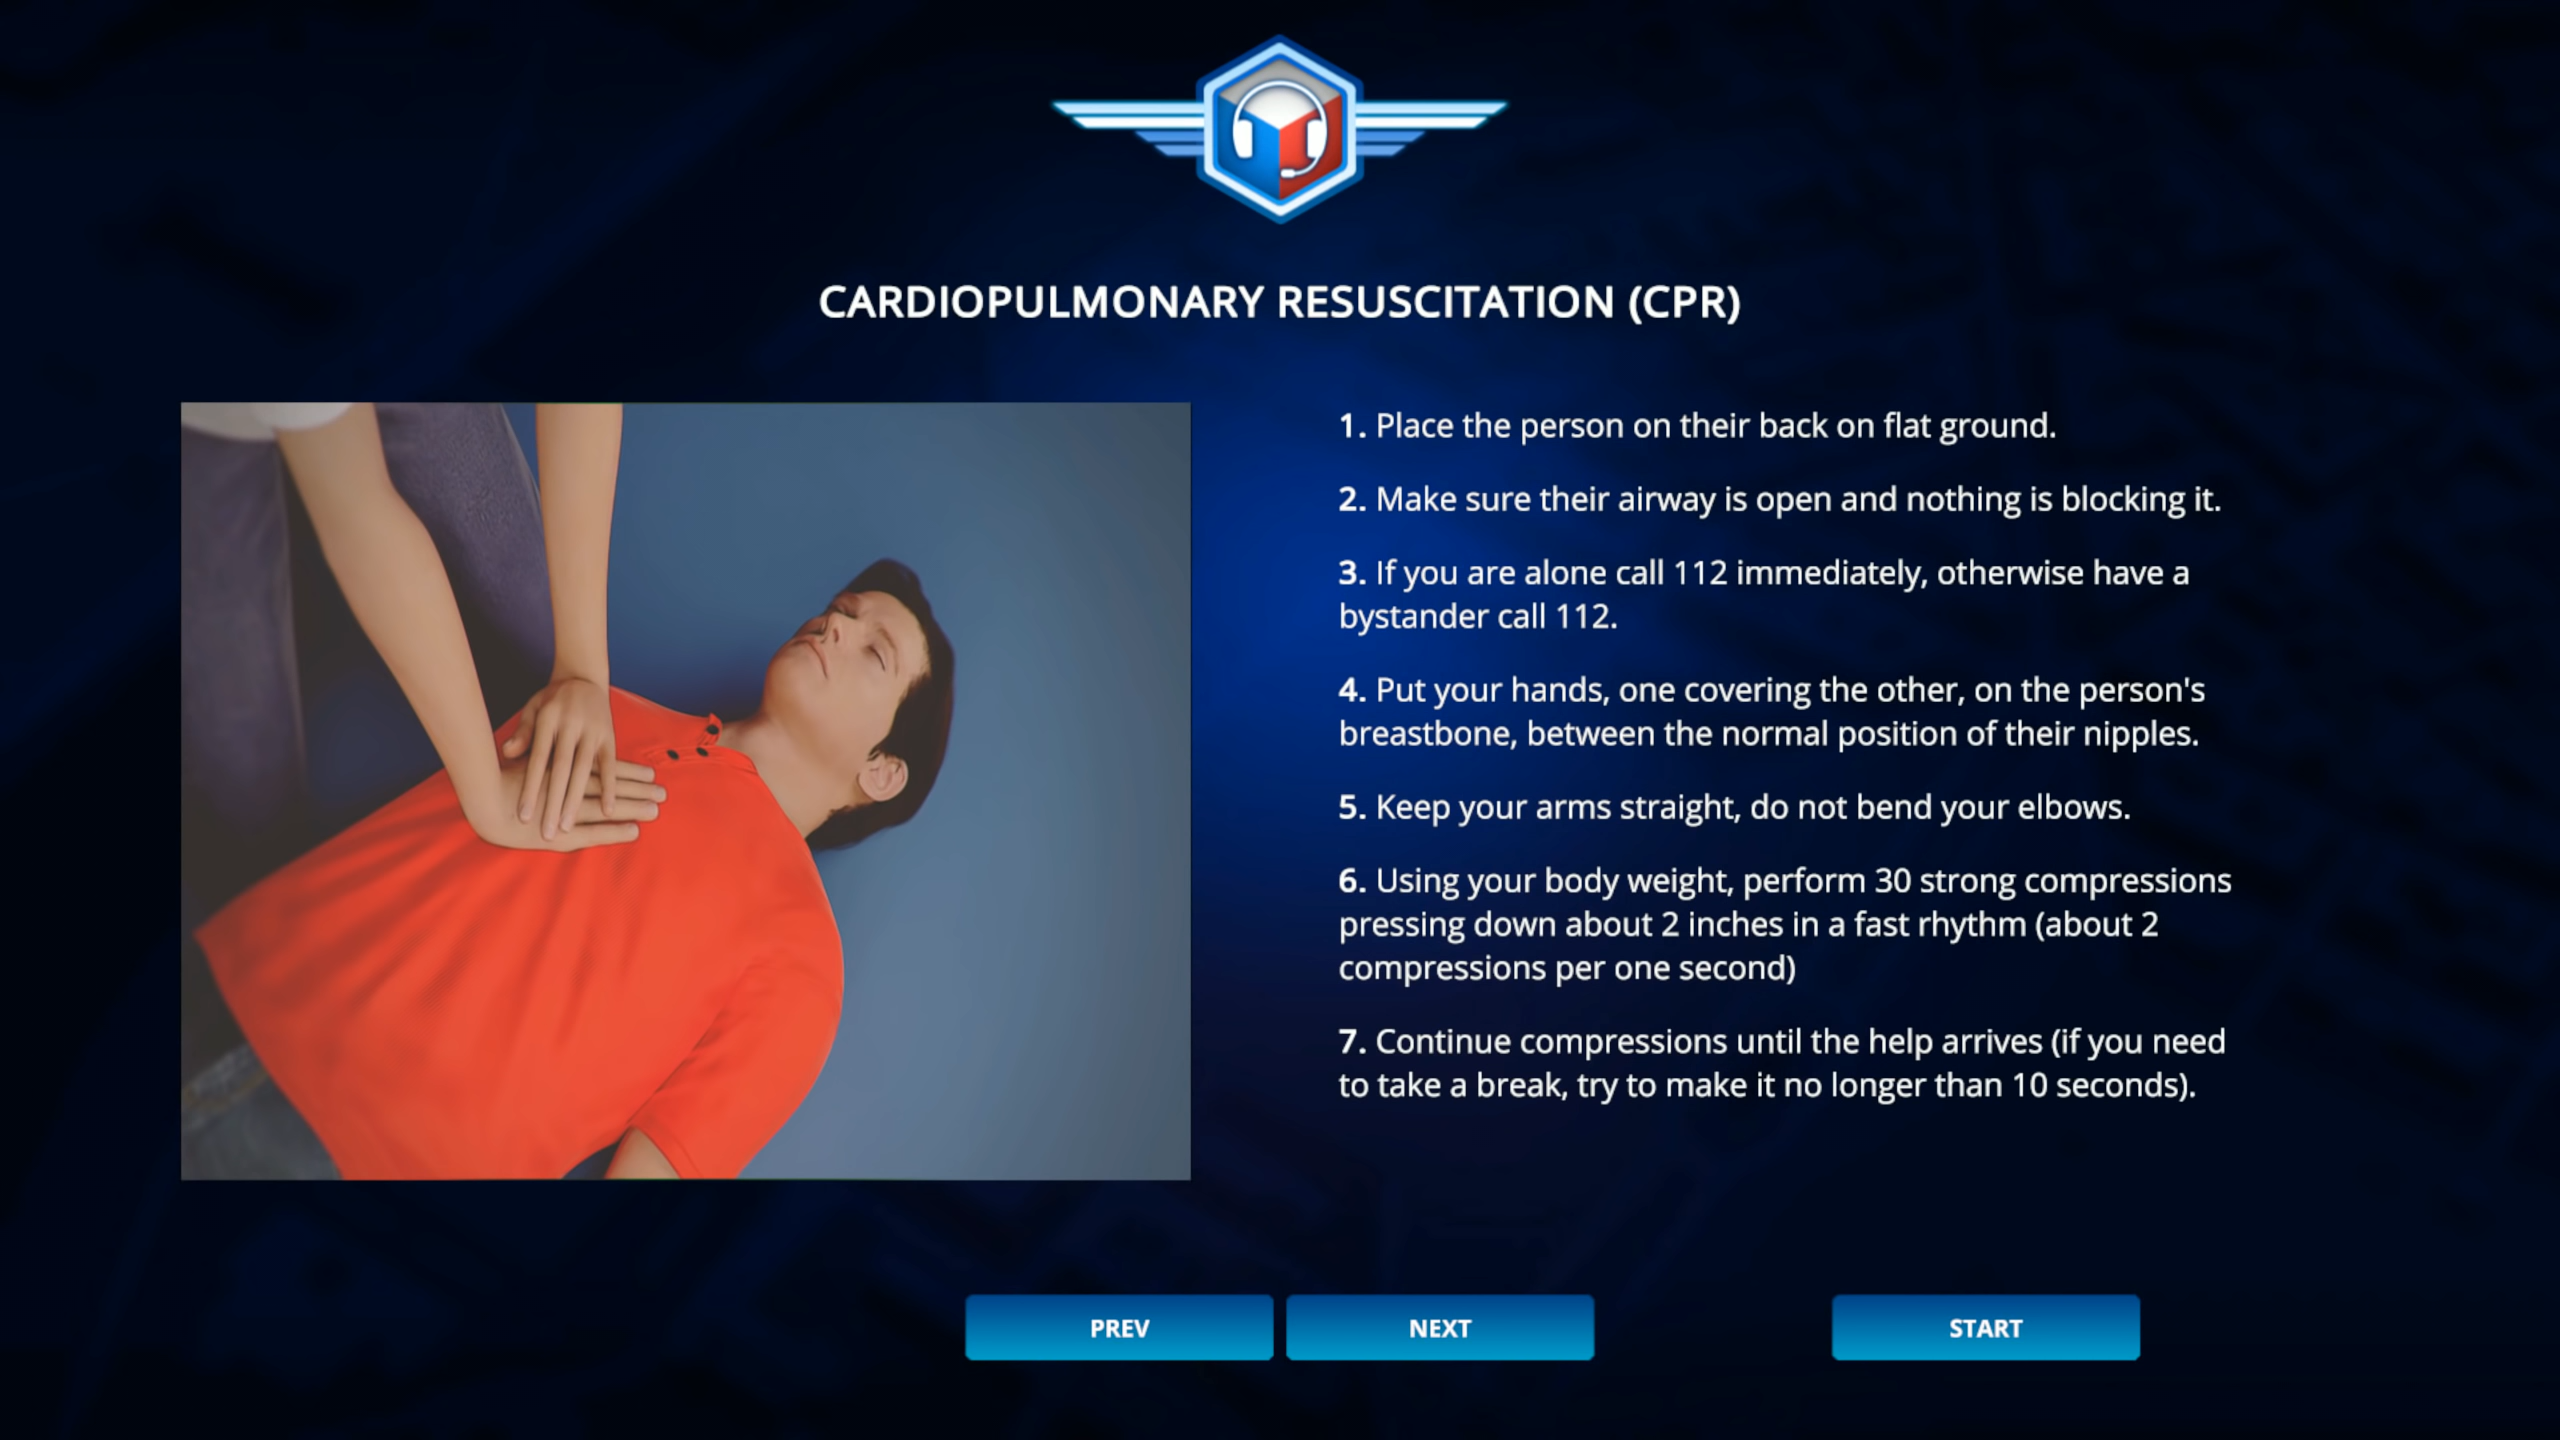 CARDIOPULMONARY RESUSCITATION (CPR)
1. Place the person on their back on flat ground.
2. Make sure their airway is open and nothing is blocking it.
3. If you are alone call 112 immediately, otherwise have a
bystander call 112.
4. Put your hands, one covering the other, on the person's
breastbone, between the normal position of their nipples.
5. Keep your arms straight, do not bend your elbows.
6. Using your body weight, perform 30 strong compressions
pressing down about 2 inches in a fast rhythm (about 2
compressions per one second)
7. Continue compressions until the help arrives (if you need
to take a break, try to make it no longer than 10 seconds).
PREV
NEXT
START